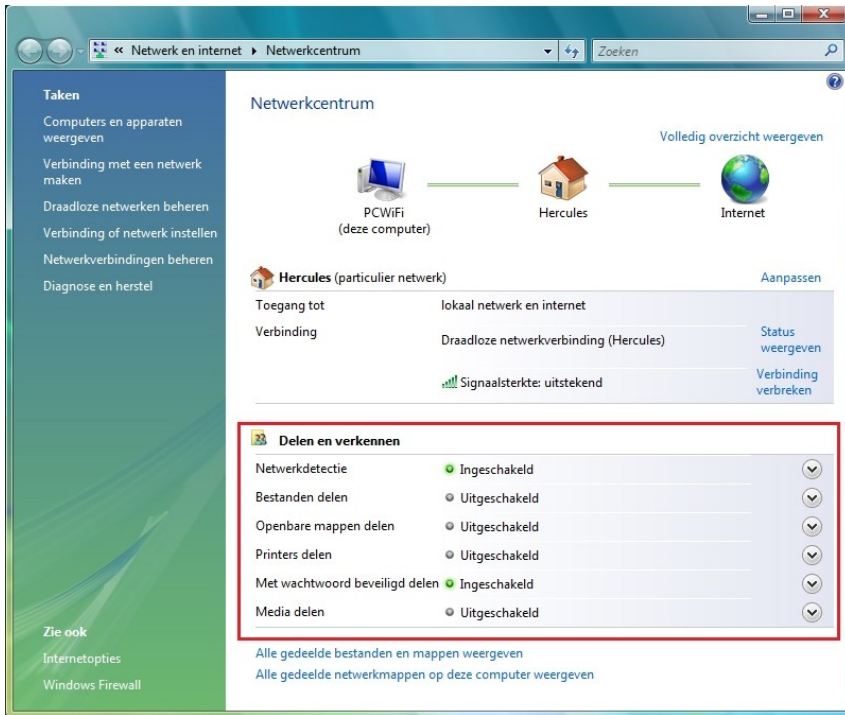 « Netwerk en internet ▸ Netwerkcentrum
Zoeken
Taken
Computers en apparaten
weergeven
Verbinding met een netwerk
maken
Draadloze netwerken beheren
Verbinding of netwerk instellen
Netwerkverbindingen beheren
Diagnose en herstel
Netwerkcentrum
Volledig overzicht weergeven
PCWiFi
(deze computer)
Hercules
Internet
Hercules (particulier netwerk)
Aanpassen
Toegang tot lokaal netwerk en internet
Verbinding Draadloze netwerkverbinding (Hercules)
Status
weergeven
Signaalsterkte: uitstekend
Verbinding
verbreken
Delen en verkennen
Netwerkdetectie Ingeschakeld
Bestanden delen Uitgeschakeld
Openbare mappen delen Uitgeschakeld
Printers delen Uitgeschakeld
Met wachtwoord beveiligd delen Ingeschakeld
Media delen Uitgeschakeld
Alle gedeelde bestanden en mappen weergeven
Alle gedeelde netwerkmappen op deze computer weergeven
Zie ook
Internetopties
Windows Firewall